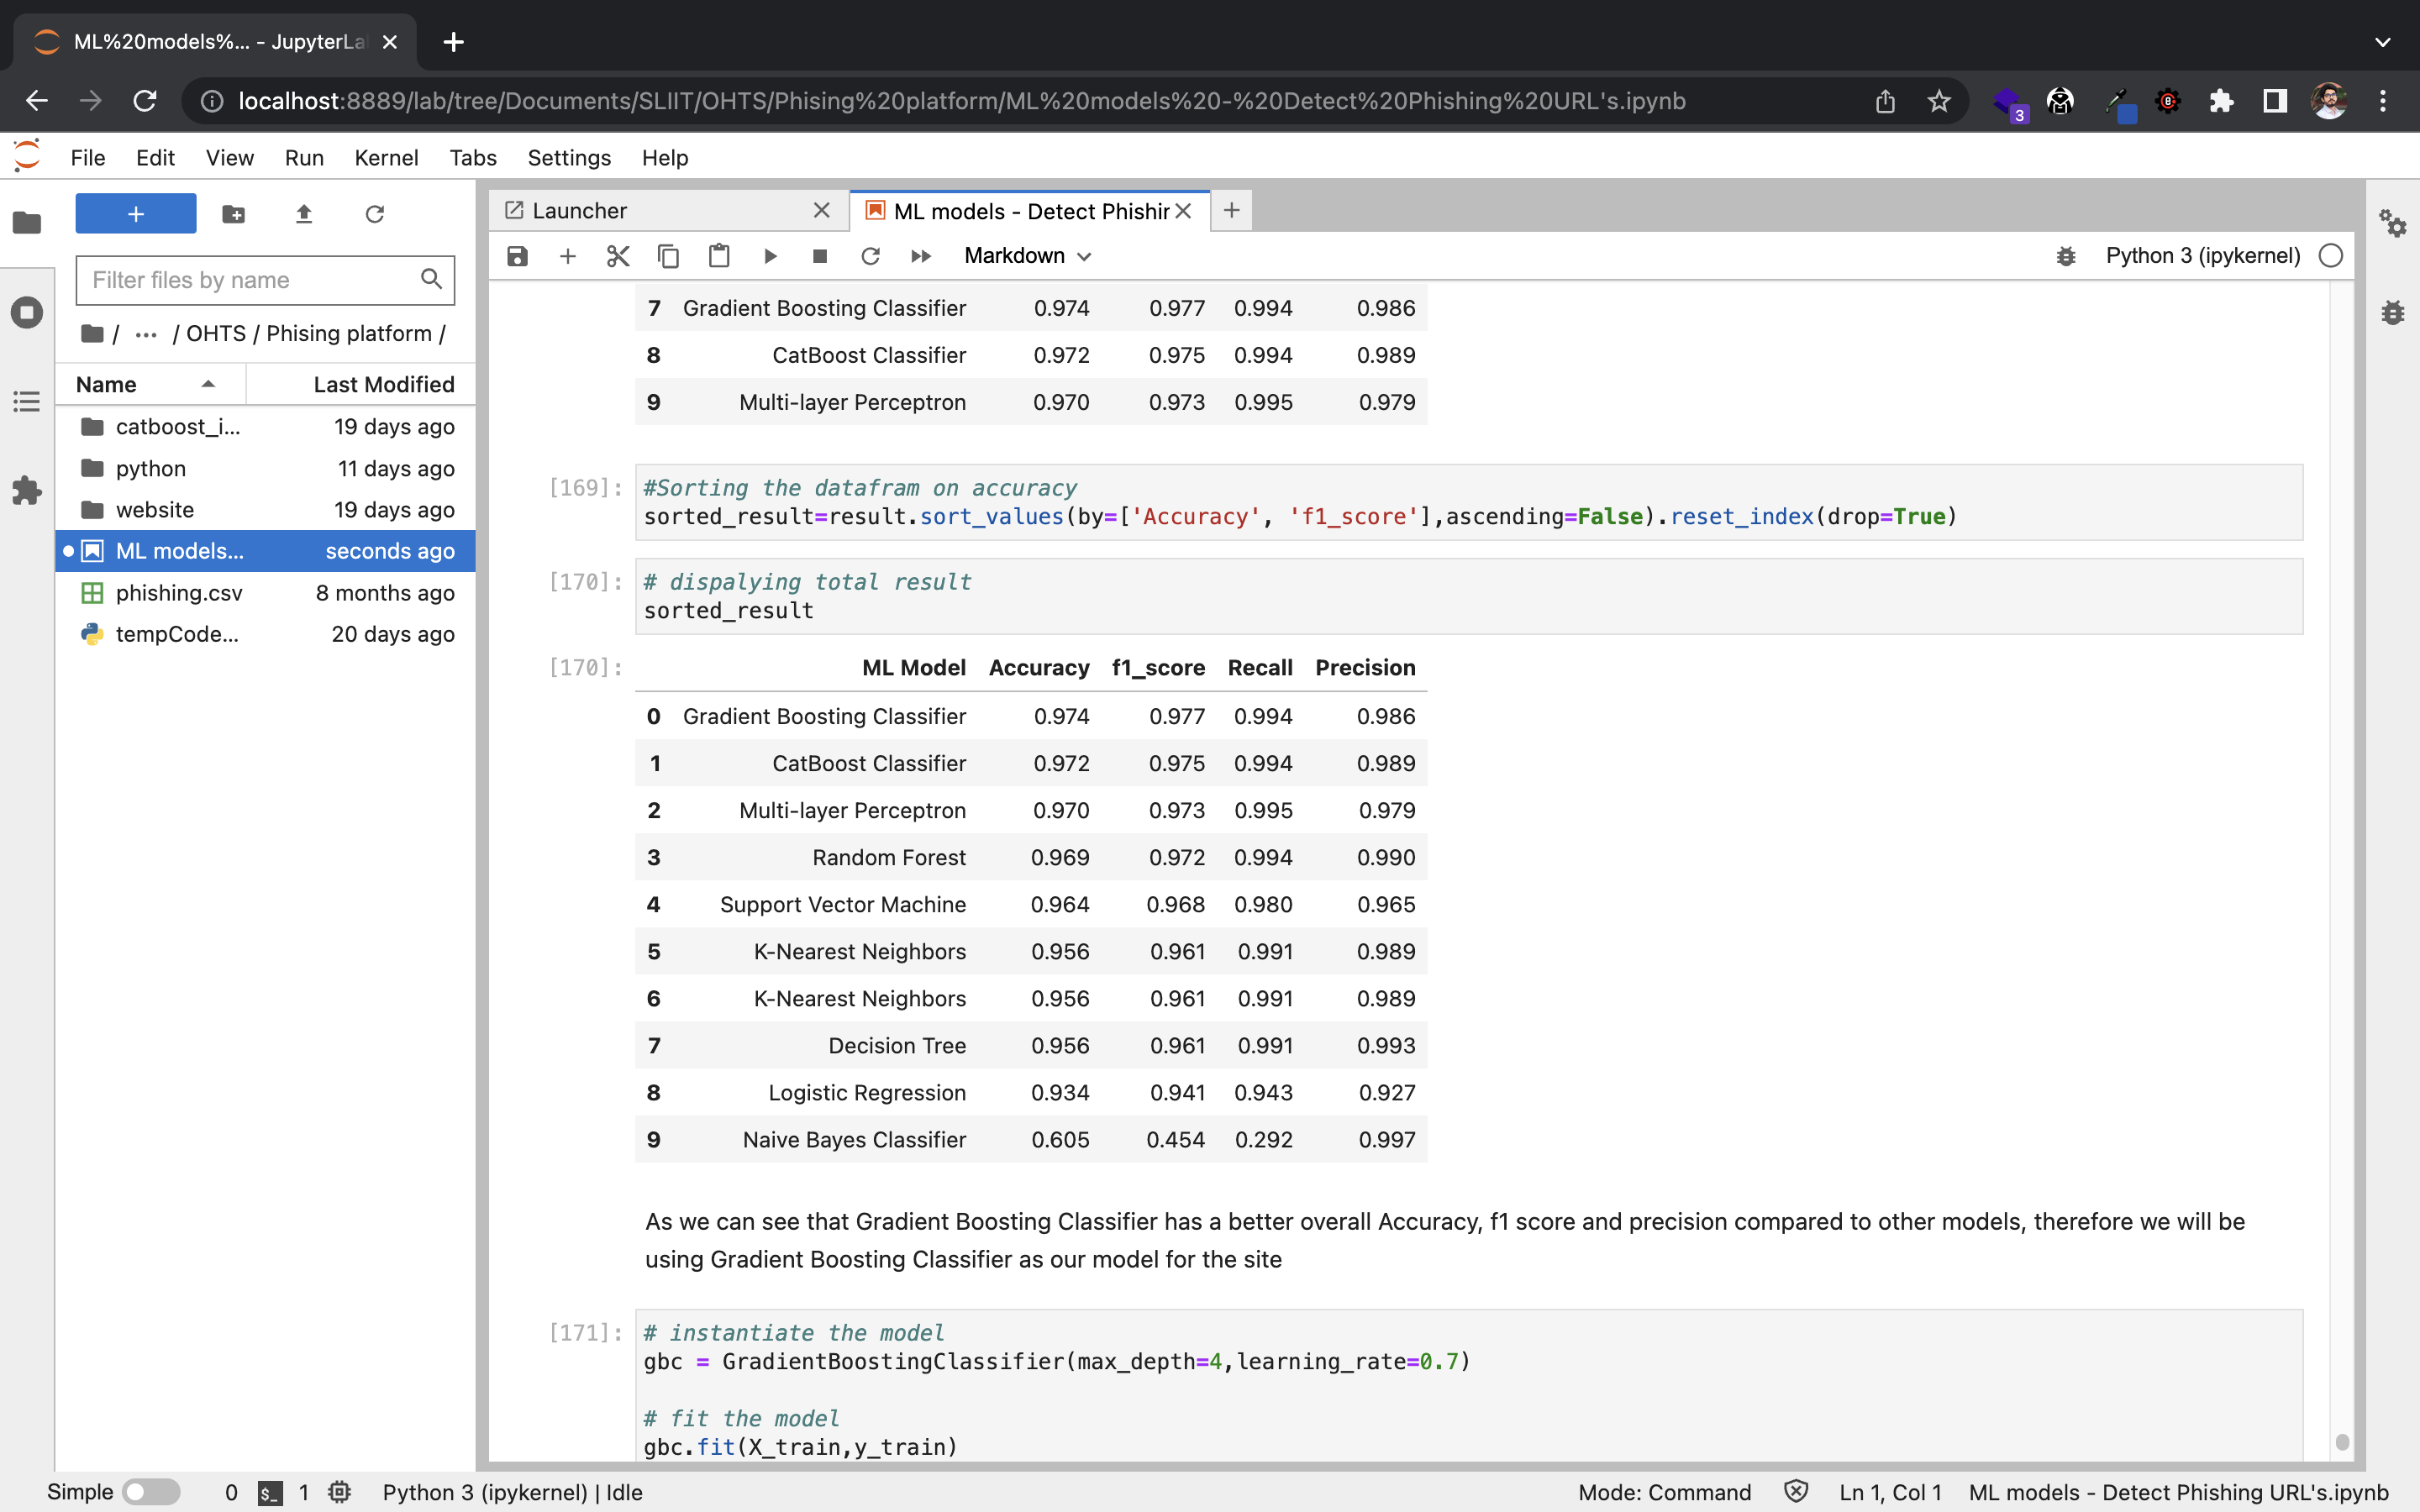 ML%20models%... - JupyterLa
localhost:8889/lab/tree/Documents/SLIIT/OHTS/Phising%20platform/ML%20models%20-%20Detect%20Phishing%20URL's.ipynb
3
File Edit View Run Kernel Tabs Settings Help
Launcher
ML models - Detect Phishir
Filter files by name
Markdown
Python 3 (ipykernel)
/ ... / OHTS / Phising platform /
Name Last Modified
catboost_i... 19 days ago
python 11 days ago
website 19 days ago
ML models... seconds ago
phishing.csv 8 months ago
tempCode... 20 days ago
7 Gradient Boosting Classifier 0.974 0.977 0.994 0.986
8 CatBoost Classifier 0.972 0.975 0.994 0.989
9 Multi-layer Perceptron 0.970 0.973 0.995 0.979
[169]: #Sorting the datafram on accuracy
sorted_result=result.sort_values(by=['Accuracy', 'f1_score'],ascending=False).reset_index(drop=True)
[170]: # dispalying total result
sorted_result
[170]: ML Model Accuracy f1_score Recall Precision
0 Gradient Boosting Classifier 0.974 0.977 0.994 0.986
1 CatBoost Classifier 0.972 0.975 0.994 0.989
2 Multi-layer Perceptron 0.970 0.973 0.995 0.979
3 Random Forest 0.969 0.972 0.994 0.990
4 Support Vector Machine 0.964 0.968 0.980 0.965
5 K-Nearest Neighbors 0.956 0.961 0.991 0.989
6 K-Nearest Neighbors 0.956 0.961 0.991 0.989
7 Decision Tree 0.956 0.961 0.991 0.993
8 Logistic Regression 0.934 0.941 0.943 0.927
9 Naive Bayes Classifier 0.605 0.454 0.292 0.997
As we can see that Gradient Boosting Classifier has a better overall Accuracy, f1 score and precision compared to other models, therefore we will be
using Gradient Boosting Classifier as our model for the site
[171]: # instantiate the model
gbc = GradientBoostingClassifier(max_depth=4,learning_rate=0.7)
# fit the model
gbc.fit(X_train,y_train)
Simple 0 $_ 1 Python 3 (ipykernel) | Idle Mode: Command Ln 1, Col 1 ML models - Detect Phishing URL's.ipynb